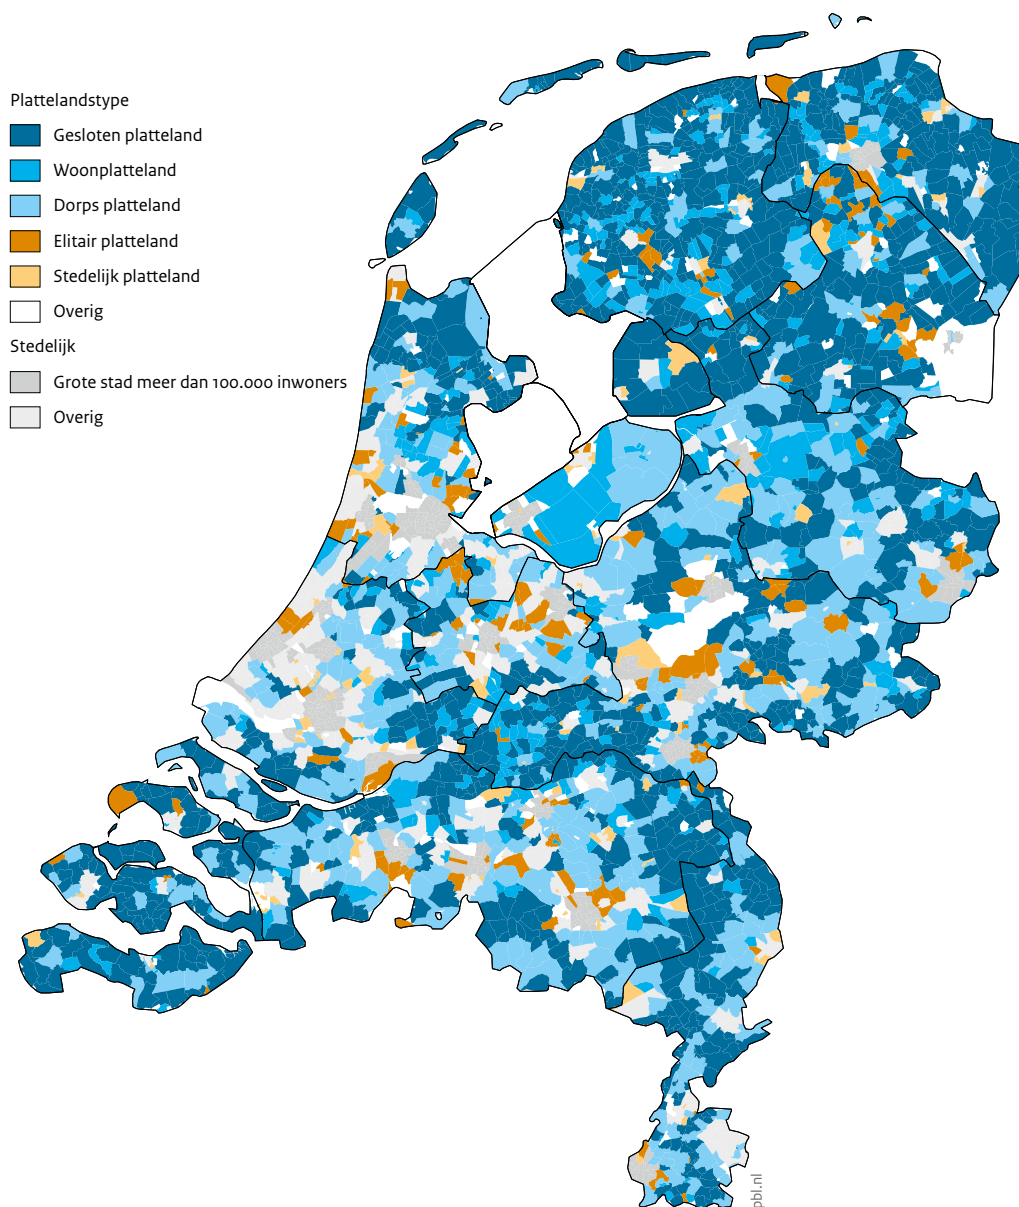 Plattelandstype
Gesloten platteland
Woonplatteland
Dorps platteland
Elitair platteland
Stedelijk platteland
Overig
Stedelijk
Grote stad meer dan 100.000 inwoners
Overig
pbl.nl